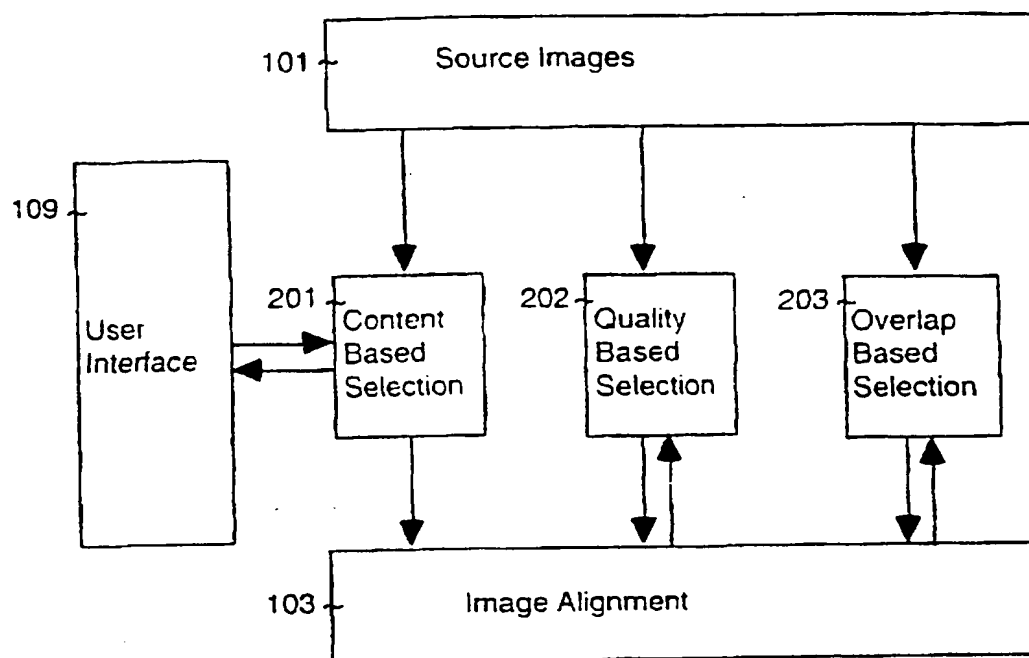 101
Source Images
109
User
Interface
201
Content
Based
Selection
202
Quality
Based
Selection
203
Overlap
Based
Selection
103
Image Alignment